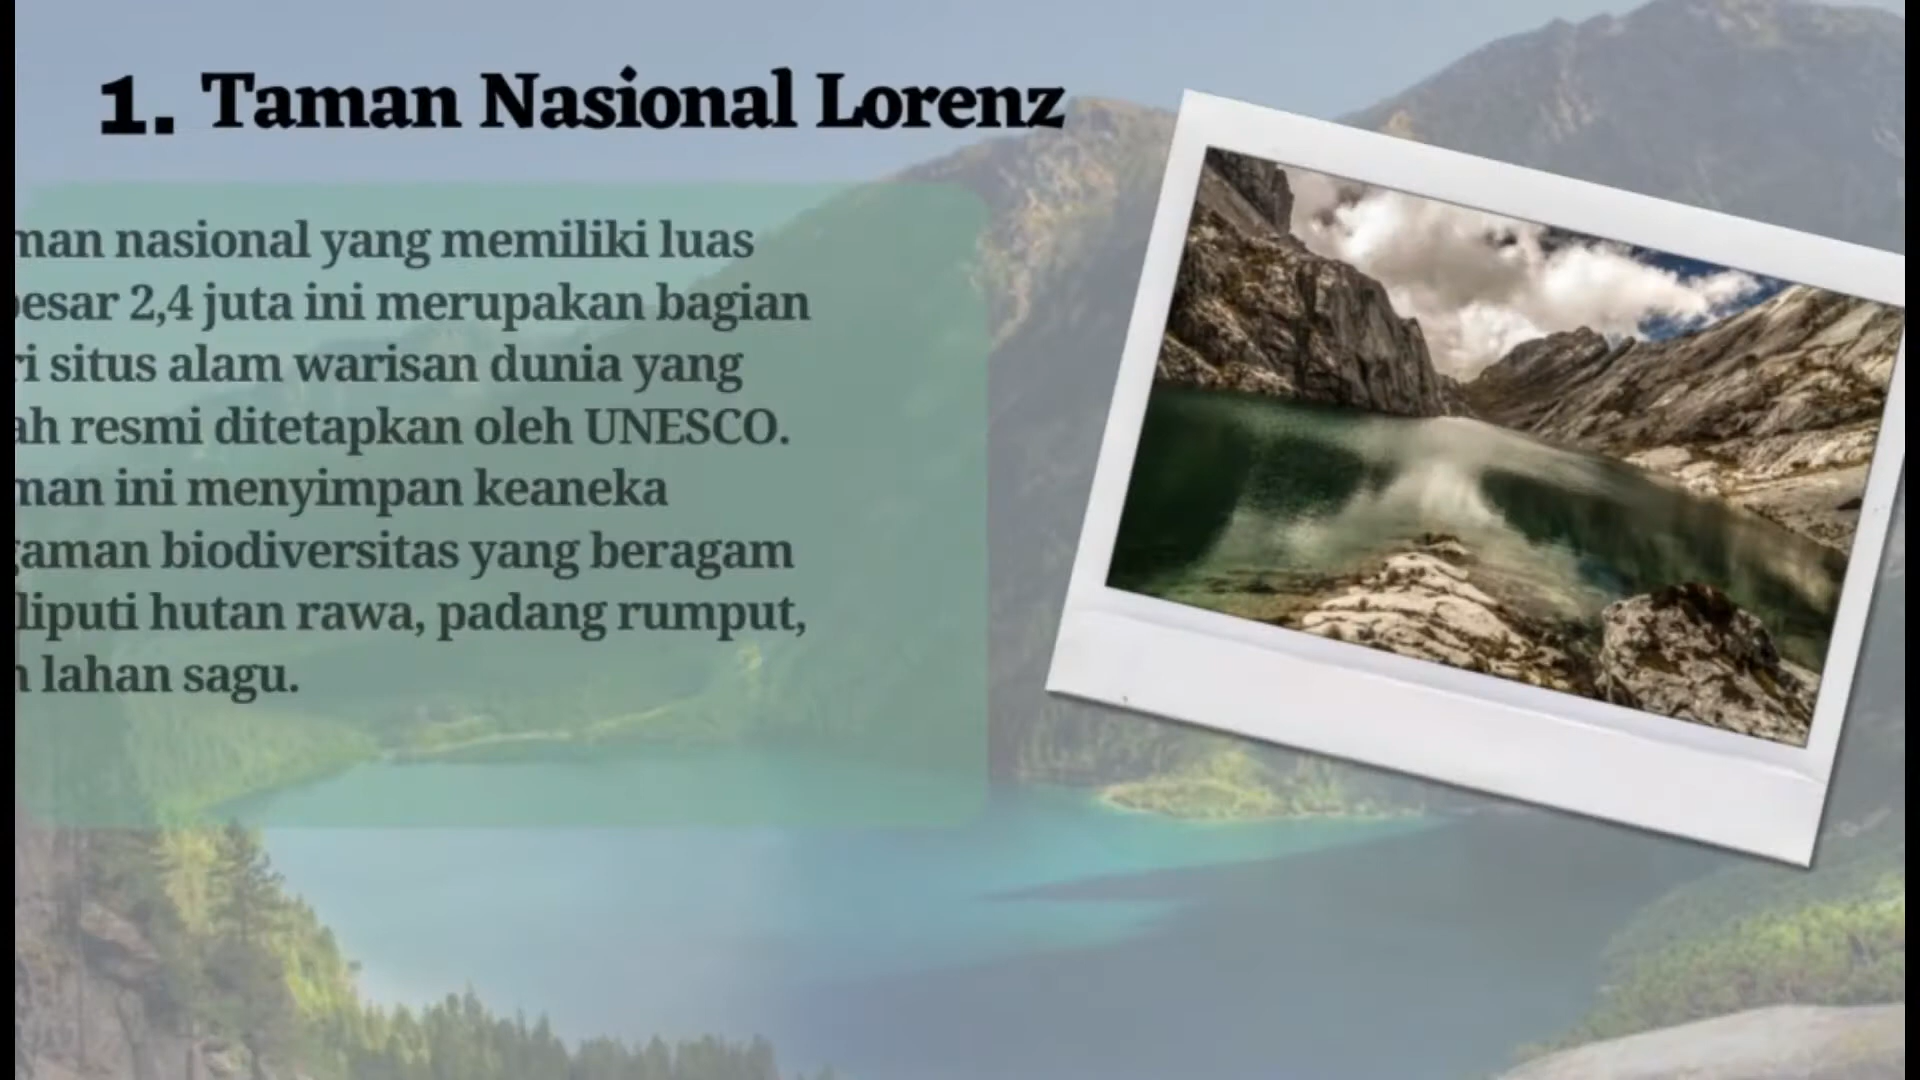 1. Taman Nasional Lorenz
man nasional yang memiliki luas
besar 2,4 juta ini merupakan bagian
ri situs alam warisan dunia yang
ah resmi ditetapkan oleh UNESCO.
man ini menyimpan keaneka
gaman biodiversitas yang beragam
liputi hutan rawa, padang rumput,
n lahan sagu.